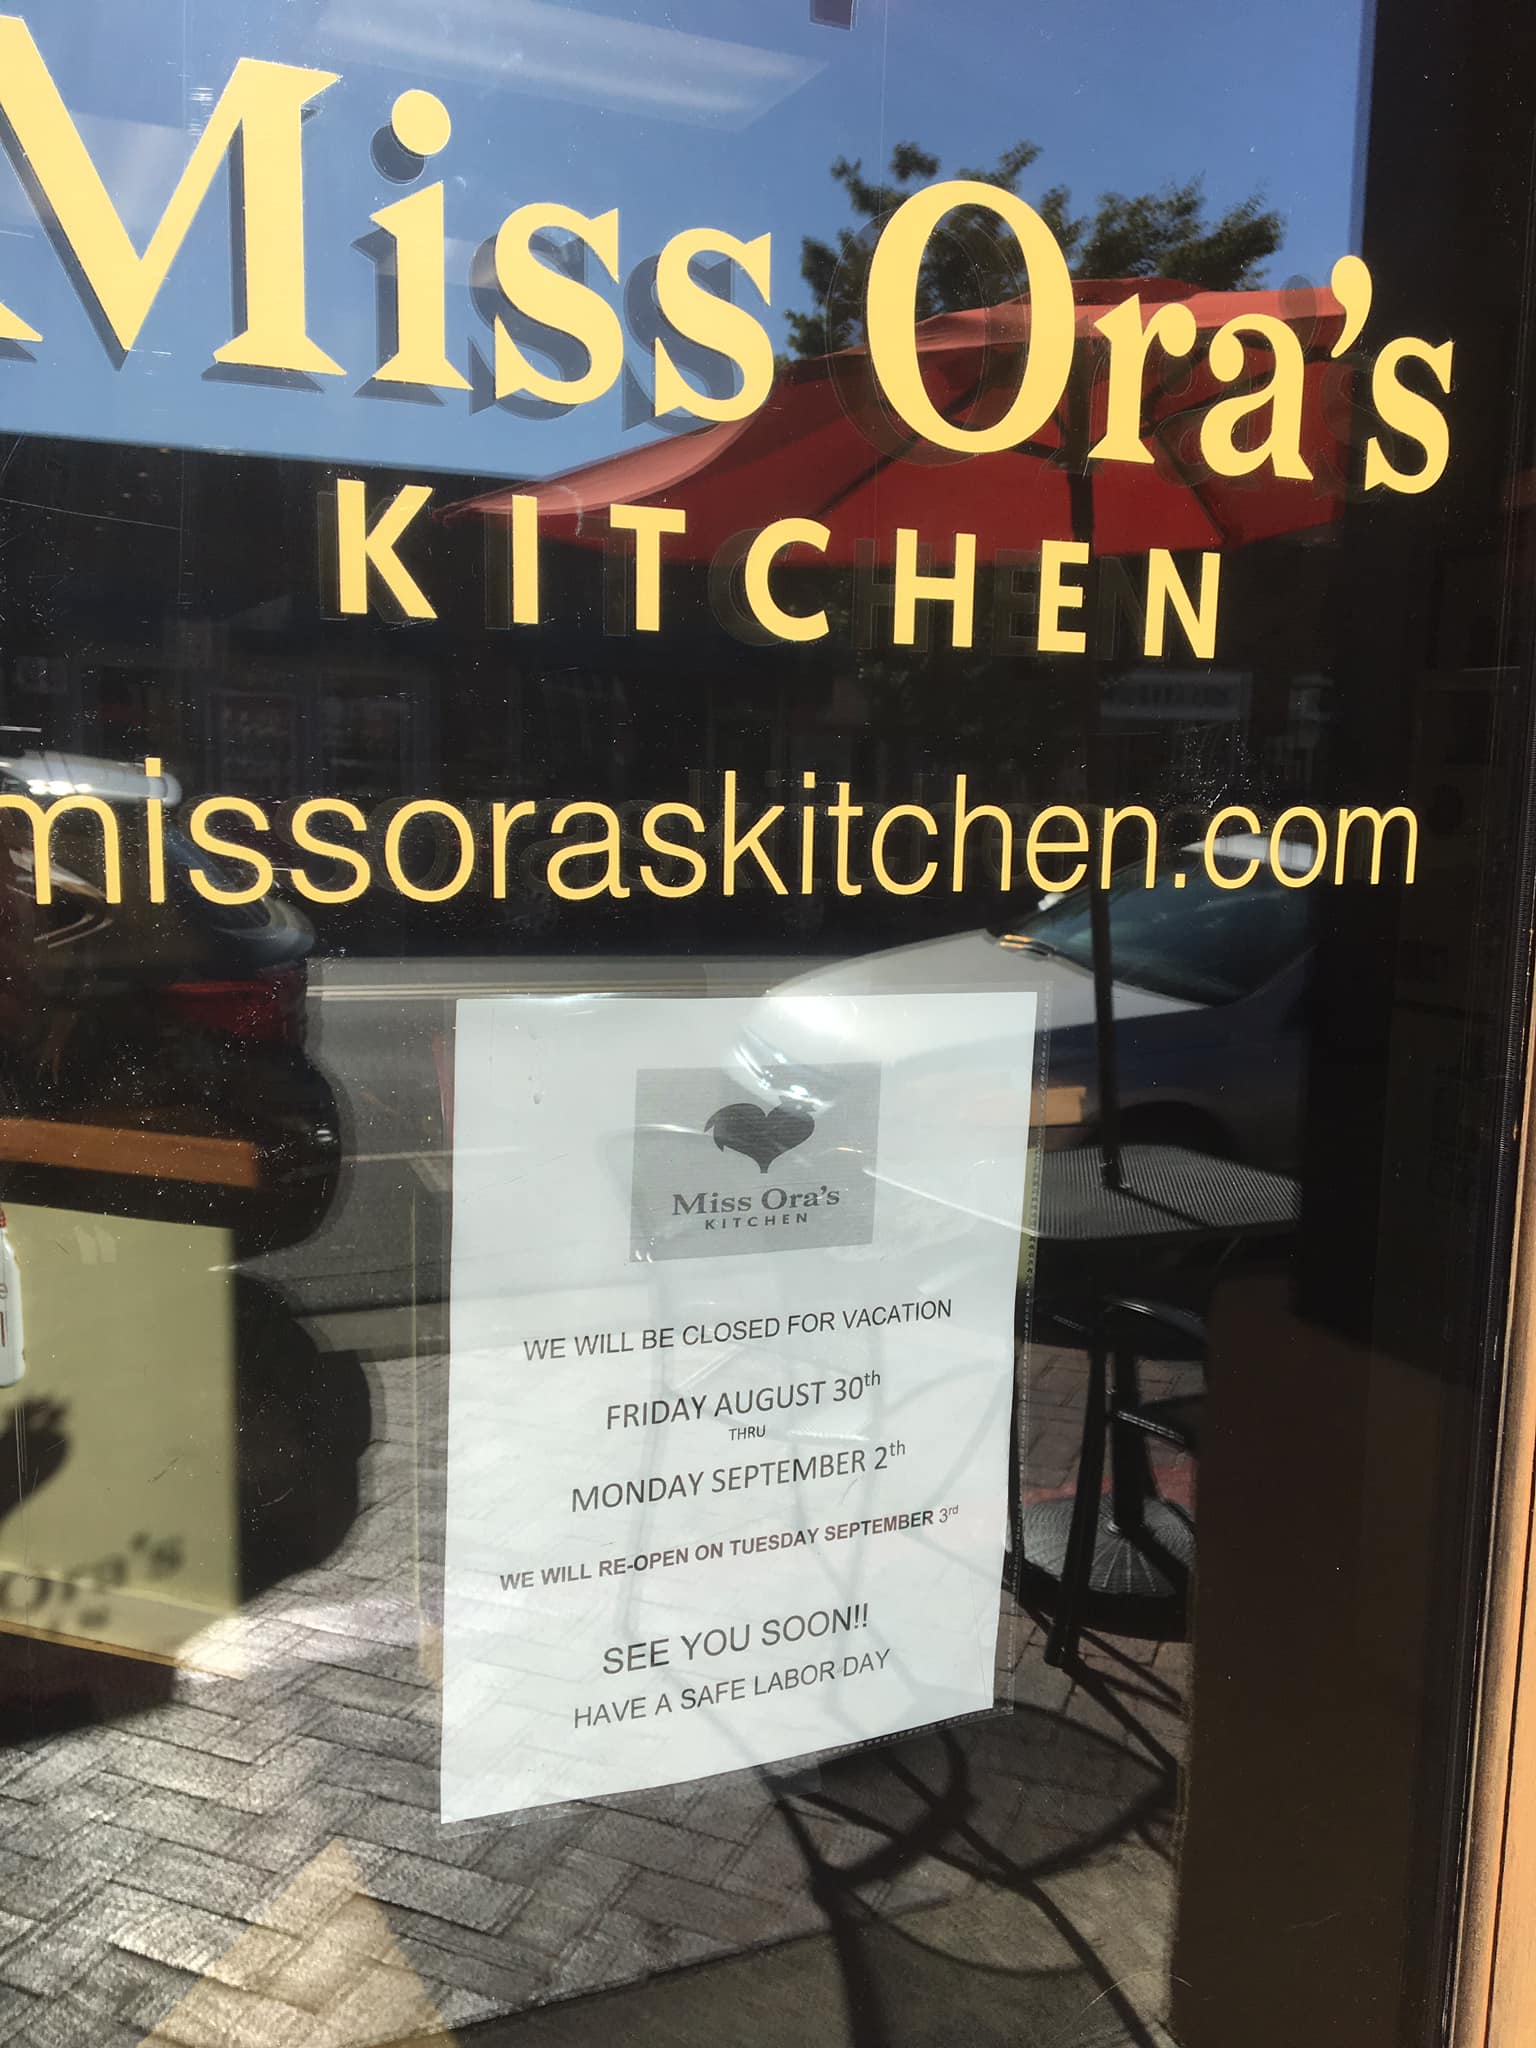 Miss Ora's
KITCHEN
missoraskitchen.com
Miss Ora's
KITCHEN
WE WILL BE CLOSED FOR VACATION
FRIDAY AUGUST 30th
THRU
MONDAY SEPTEMBER 2th
WE WILL RE-OPEN ON TUESDAY SEPTEMBER 3rd
SEE YOU SOON!!
HAVE A SAFE LABOR DAY
Ora's